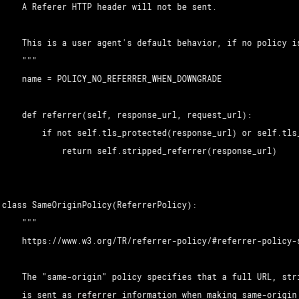 A Referer HTTP header will not be sent.
This is a user agent's default behavior, if no policy is
"""
name = POLICY_NO_REFERRER_WHEN_DOWNGRADE
def referrer(self, response_url, request_url):
if not self.tls_protected(response_url) or self.tls_
return self.stripped_referrer(response_url)
class SameOriginPolicy(ReferrerPolicy):
"""
https://www.w3.org/TR/referrer-policy/#referrer-policy-s
The "same-origin" policy specifies that a full URL, stri
is sent as referrer information when making same-origin